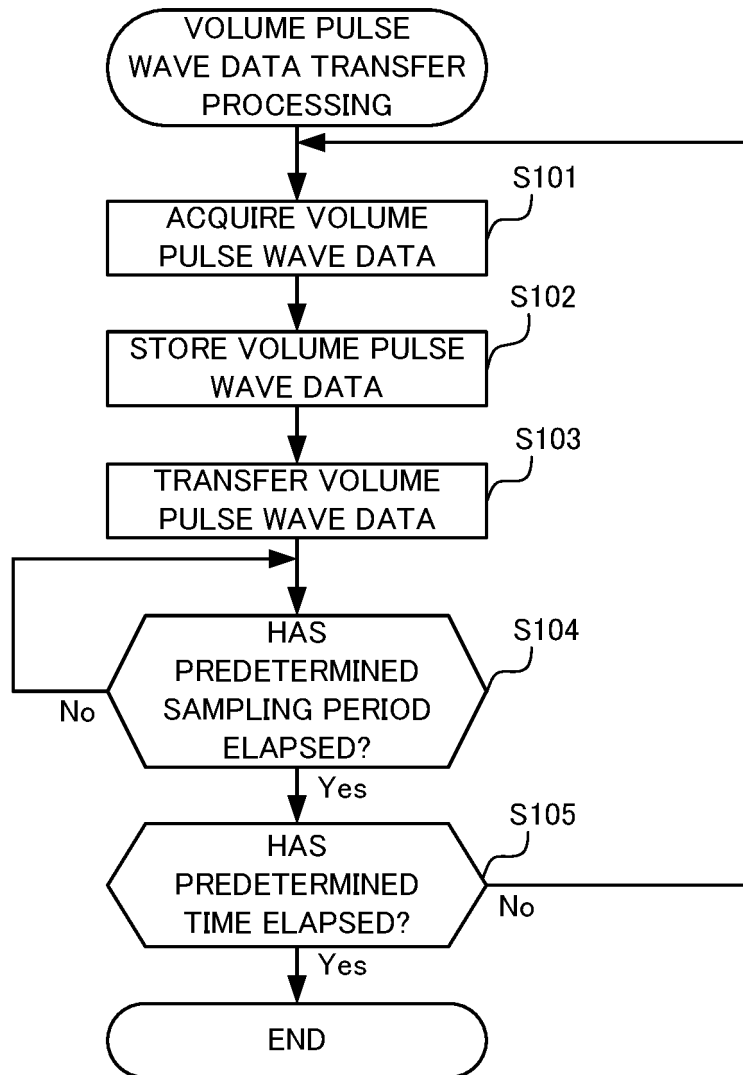 VOLUME PULSE
WAVE DATA TRANSFER
PROCESSING
S101
ACQUIRE VOLUME
PULSE WAVE DATA
S102
STORE VOLUME PULSE
WAVE DATA
S103
TRANSFER VOLUME
PULSE WAVE DATA
S104
HAS
PREDETERMINED
SAMPLING PERIOD
ELAPSED?
No
Yes
S105
HAS
PREDETERMINED
TIME ELAPSED?
No
Yes
END